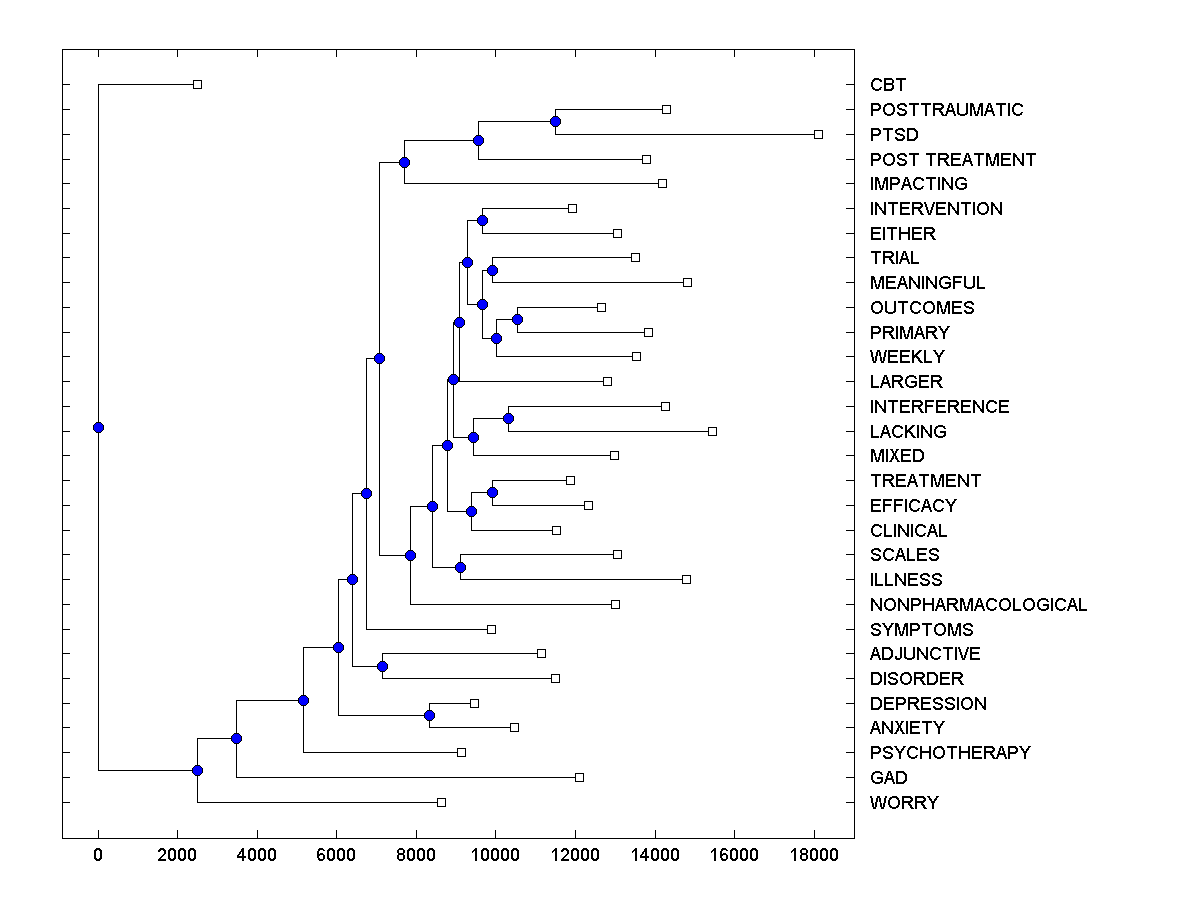 CBT
POSTTRAUMATIC
PTSD
POST TREATMENT
IMPACTING
INTERVENTION
EITHER
TRIAL
MEANINGFUL
OUTCOMES
PRIMARY
WEEKLY
LARGER
INTERFERENCE
LACKING
MIXED
TREATMENT
EFFICACY
CLINICAL
SCALES
ILLNESS
NONPHARMACOLOGICAL
SYMPTOMS
ADJUNCTIVE
DISORDER
DEPRESSION
ANXIETY
PSYCHOTHERAPY
GAD
WORRY
0 2000 4000 6000 8000 10000 12000 14000 16000 18000